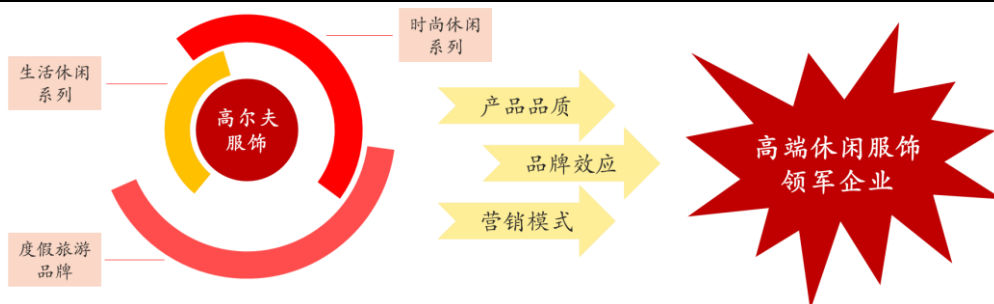 时尚休闲
系列
生活休闲
系列
高尔夫
服饰
度假旅游
品牌
产品品质
品牌效应
营销模式
高端休闲服饰
领军企业